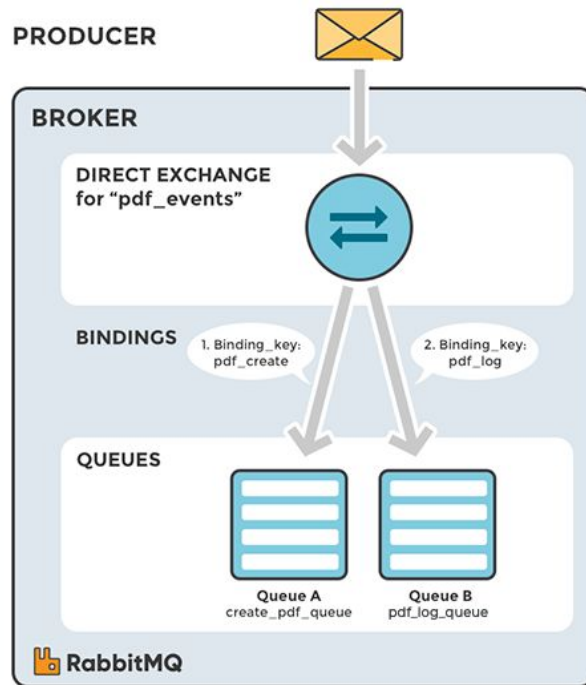 PRODUCER
BROKER
DIRECT EXCHANGE
for “pdf_events”
BINDINGS
1. Binding_key:
pdf_create
2. Binding_key:
pdf_log
QUEUES
Queue A
create_pdf_queue
Queue B
pdf_log_queue
RabbitMQ